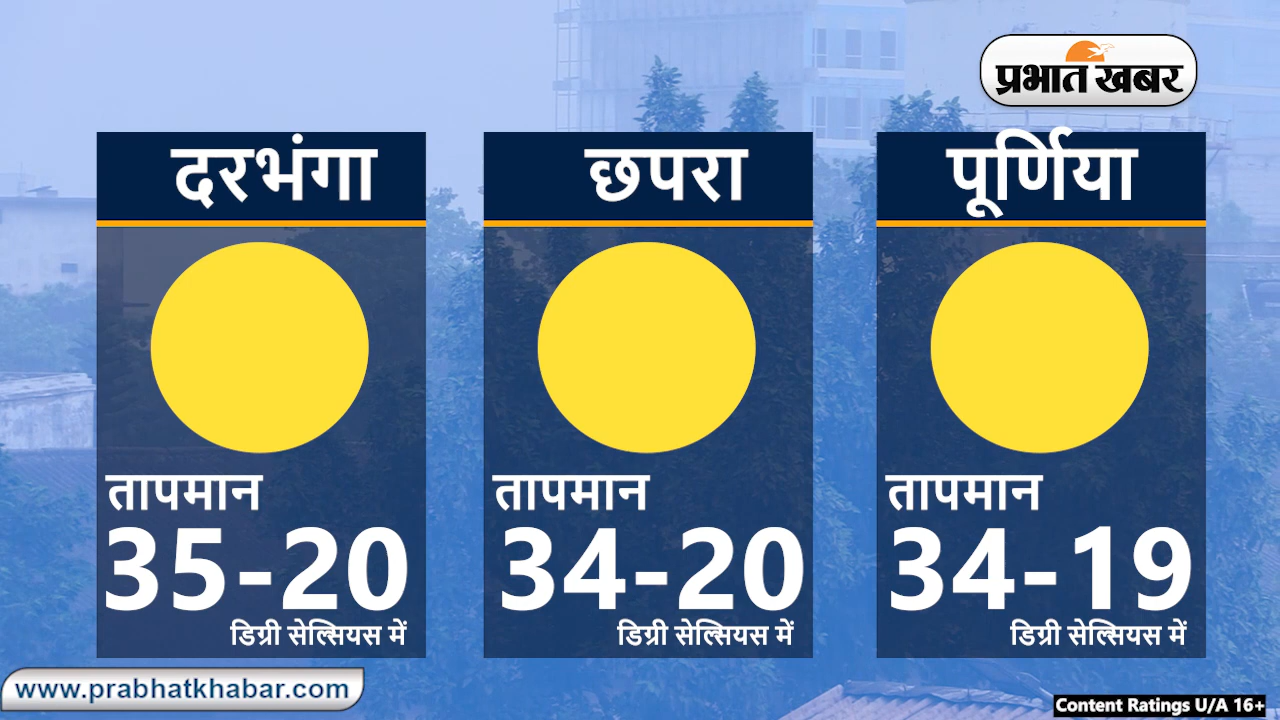 प्रभात खबर
दरभंगा
तापमान
35-20
डिग्री सेल्सियस में
छपरा
तापमान
34-20
डिग्री सेल्सियस में
पूर्णिया
तापमान
34-19
डिग्री सेल्सियस में
www.prabhatkhabar.com
Content Ratings U/A 16+